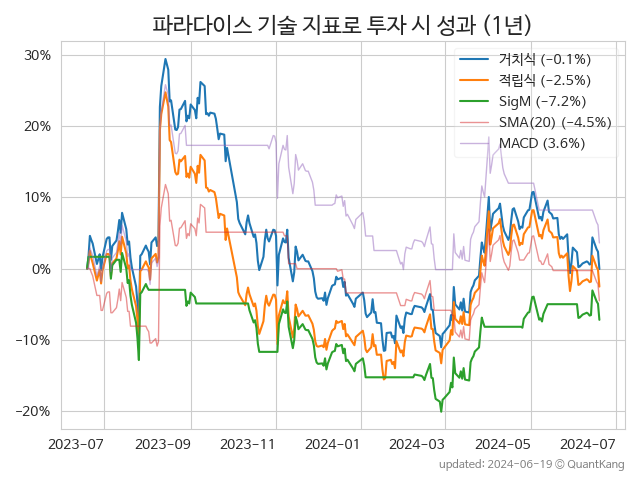 파라다이스 기술 지표로 투자 시 성과 (1년)
30%
20%
10%
0%
−10%
−20%
거치식 (−0.1%)
적립식 (−2.5%)
SigM (−7.2%)
SMA(20) (−4.5%)
MACD (3.6%)
2023-07 2023-09 2023-11 2024-01 2024-03 2024-05 2024-07
updated: 2024-06-19 © QuantKang